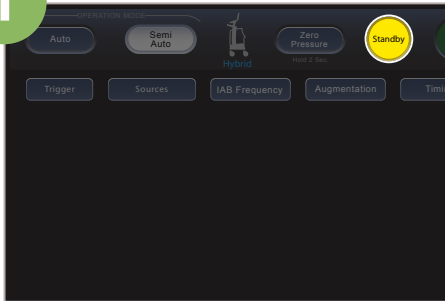 OPERATION MODE
Auto
Semi
Auto
Hybrid
Zero
Pressure
Hold 2 Sec.
Standby
Trigger
Sources
IAB Frequency
Augmentation